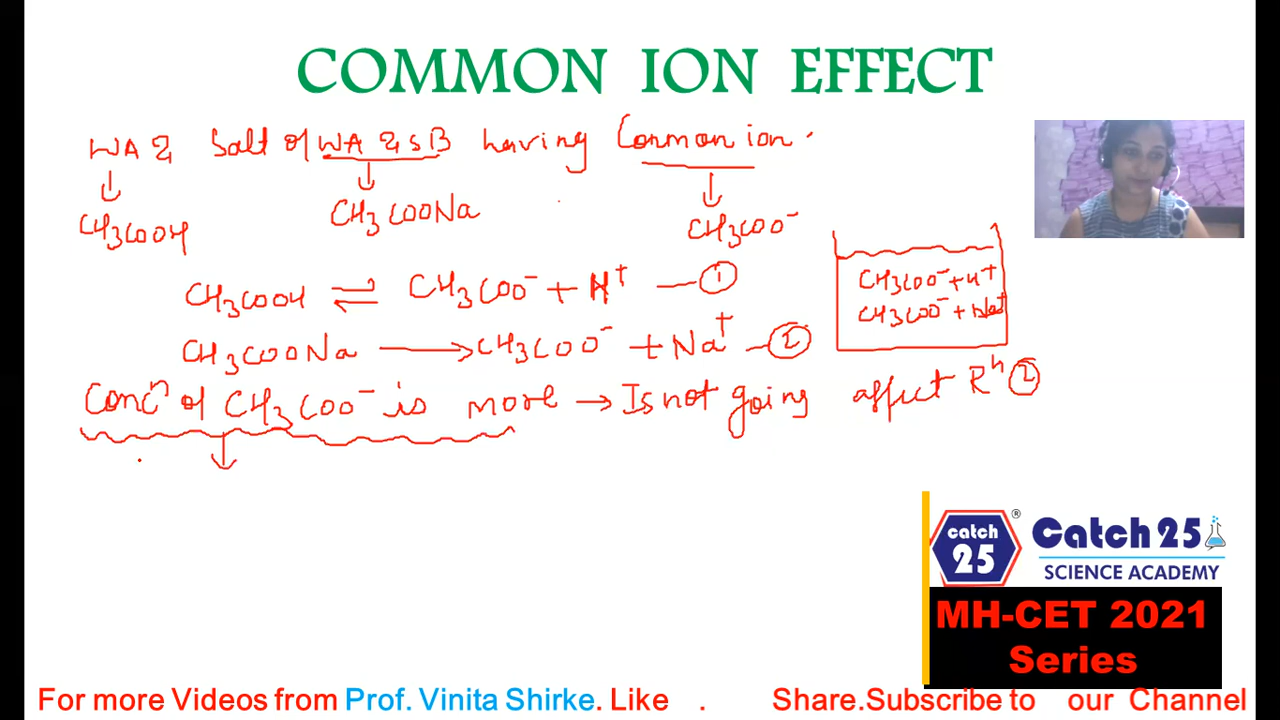 COMMON ION EFFECT
WA & Salt of WA & SB having Common ion.
↓ ↓ ↓
CH3COOH CH3COONa CH3COO⁻
CH3COOH ⇌ CH3COO⁻ + H⁺ — ①
CH3COO⁻ + H⁺
CH3COO⁻ + Na⁺
CH3COONa ⟶ CH3COO⁻ + Na⁺ — ②
Concⁿ of CH3COO⁻ is more → Is not going affect Rⁿ ②
↓
catch 25 ®
Catch 25
SCIENCE ACADEMY
MH-CET 2021
Series
For more Videos from Prof. Vinita Shirke. Like . Share.Subscribe to our Channel